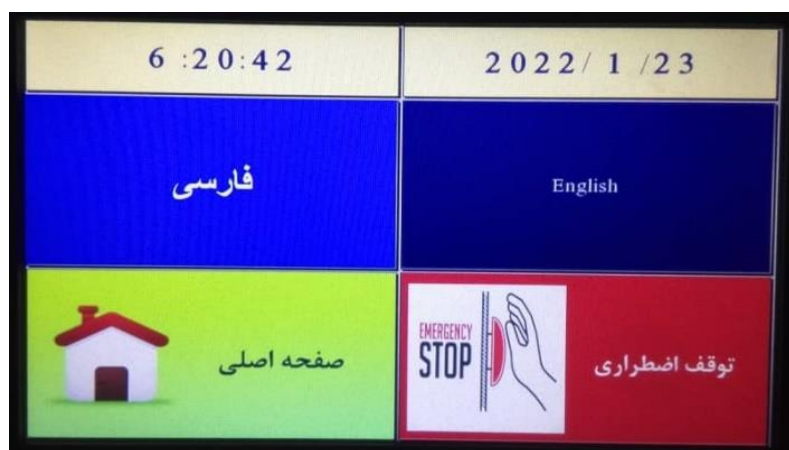 6 :20:42
2022/ 1 /23
فارسی
English
صفحه اصلی
EMERGENCY
STOP
توقف اضطراری